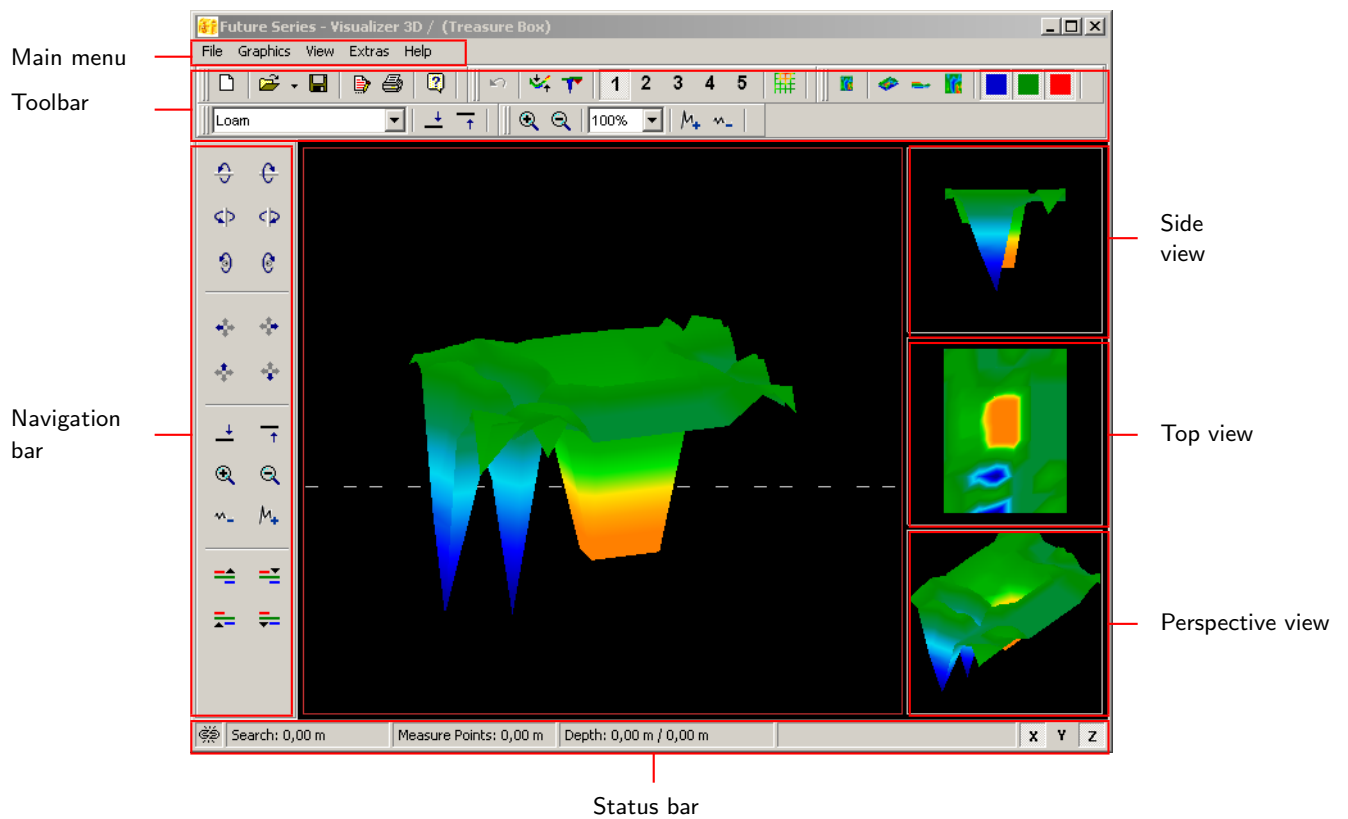 Future Series - Visualizer 3D / (Treasure Box)
Main menu
File Graphics View Extras Help
Toolbar
1 2 3 4 5
Loam
100%
Side
view
Navigation
bar
Top view
Perspective view
Search: 0,00 m
Measure Points: 0,00 m
Depth: 0,00 m / 0,00 m
X Y Z
Status bar